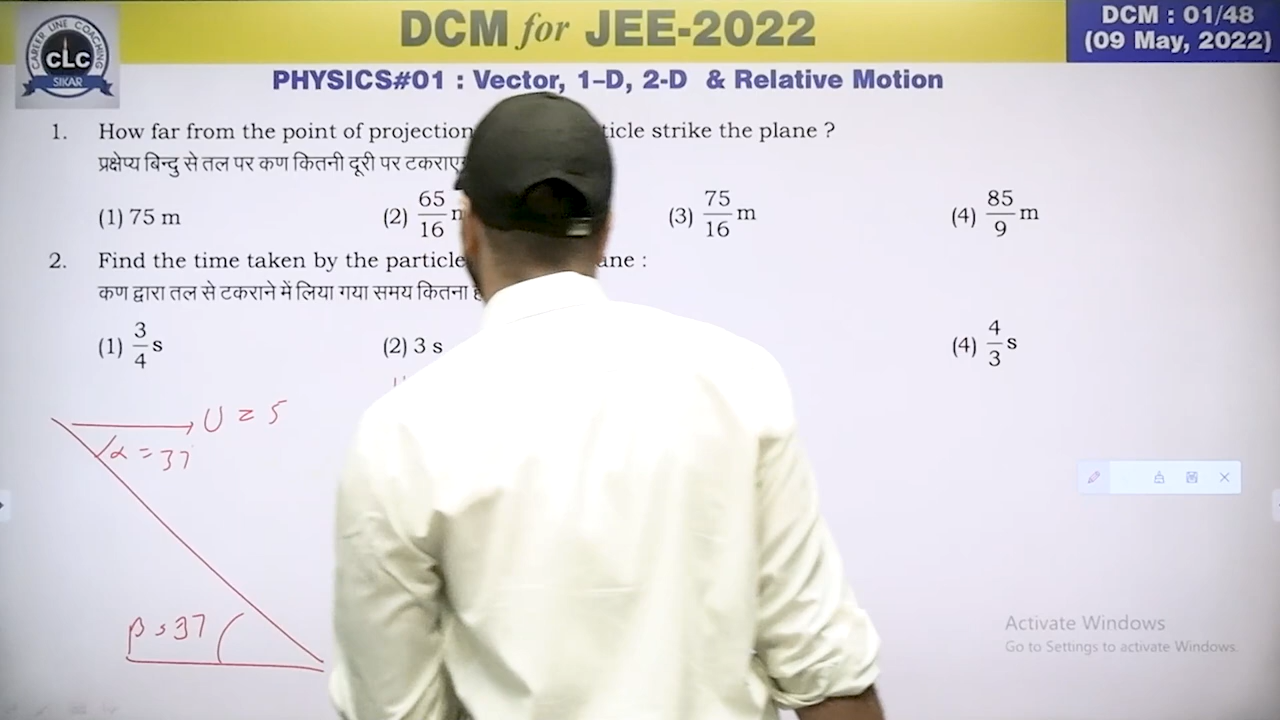 DCM for JEE-2022
DCM : 01/48
(09 May, 2022)
CAREER LINE COACHING
CLC
SIKAR
PHYSICS#01 : Vector, 1–D, 2-D & Relative Motion
1. How far from the point of projection strike the plane ?
प्रक्षेप्य बिन्दु से तल पर कण कितनी दूरी पर
(1) 75 m (2) 65/16 (3) 75/16 m (4) 85/9 m
2. Find the time taken by the particle :
कण द्वारा तल से टकराने में लिया गया समय कितना
(1) 3/4 s (2) 3 s (4) 4/3 s
U = 5
α = 37
β = 37
Activate Windows
Go to Settings to activate Windows.